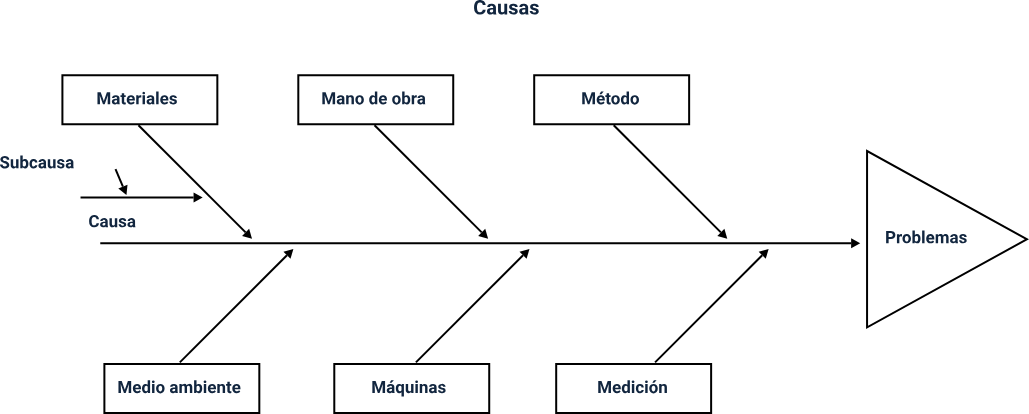 Causas
Materiales
Mano de obra
Método
Subcausa
Causa
Problemas
Medio ambiente
Máquinas
Medición